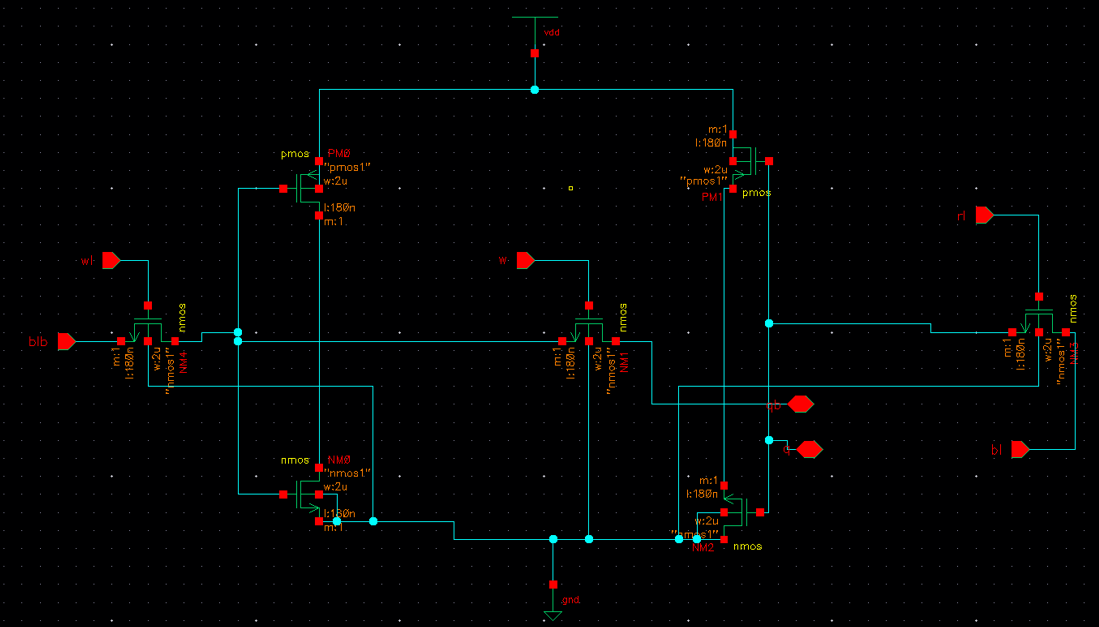 vdd
m:1
l:180n
w:2u
"pmos1"
PM1
pmos
pmos
PM0
"pmos1"
w:2u
l:180n
m:1
rl
wl
w
blb
m:1
l:180n
w:2u
"nmos1"
NM4
nmos
m:1
l:180n
w:2u
"nmos1"
NM1
nmos
m:1
l:180n
w:2u
"nmos1"
NM3
nmos
qb
q
bl
nmos
NM0
"nmos1"
w:2u
l:180n
m:1
m:1
l:180n
w:2u
"nmos1"
NM2
nmos
gnd